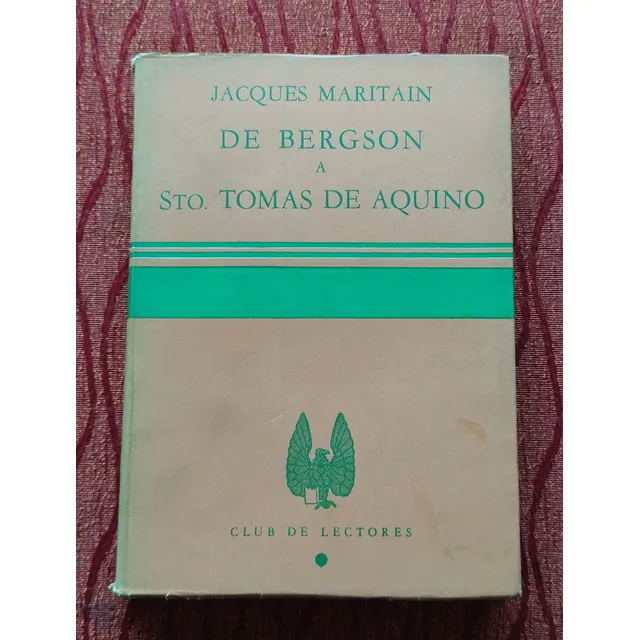 JACQUES MARITAIN
DE BERGSON
A
STO. TOMAS DE AQUINO
CLUB DE LECTORES